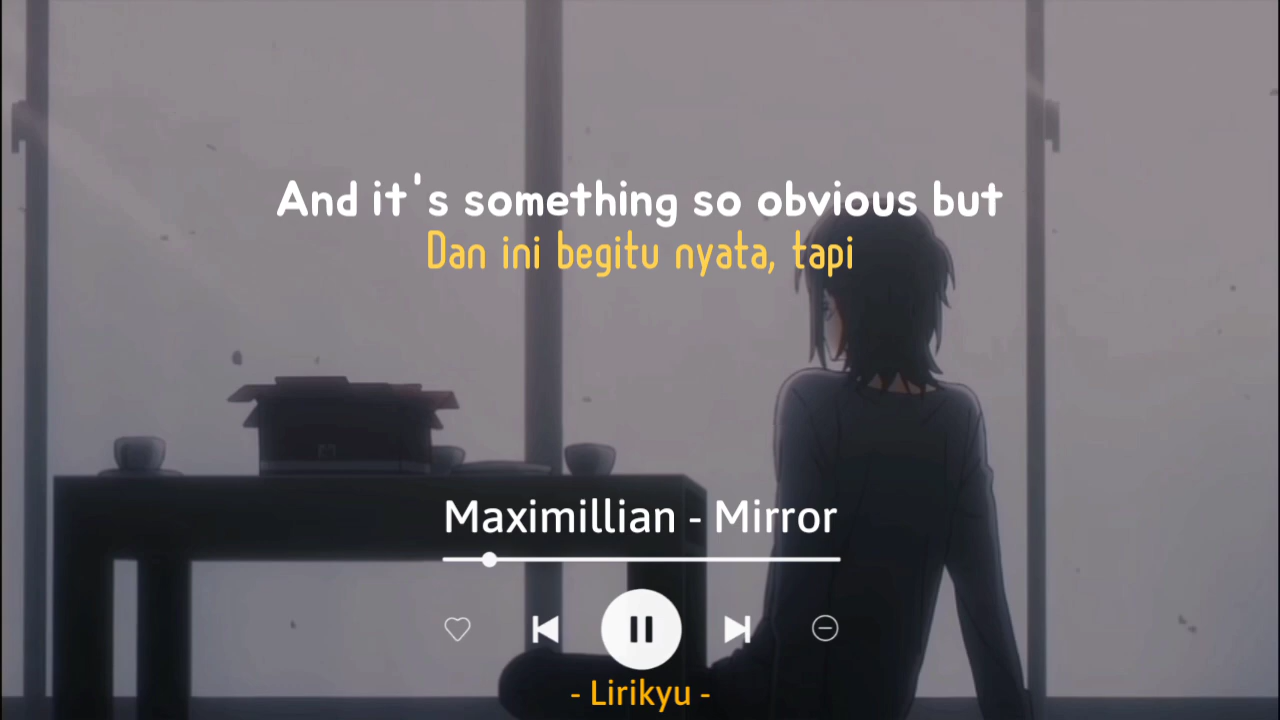 And it's something so obvious but
Dan ini begitu nyata, tapi
Maximillian - Mirror
- Lirikyu -